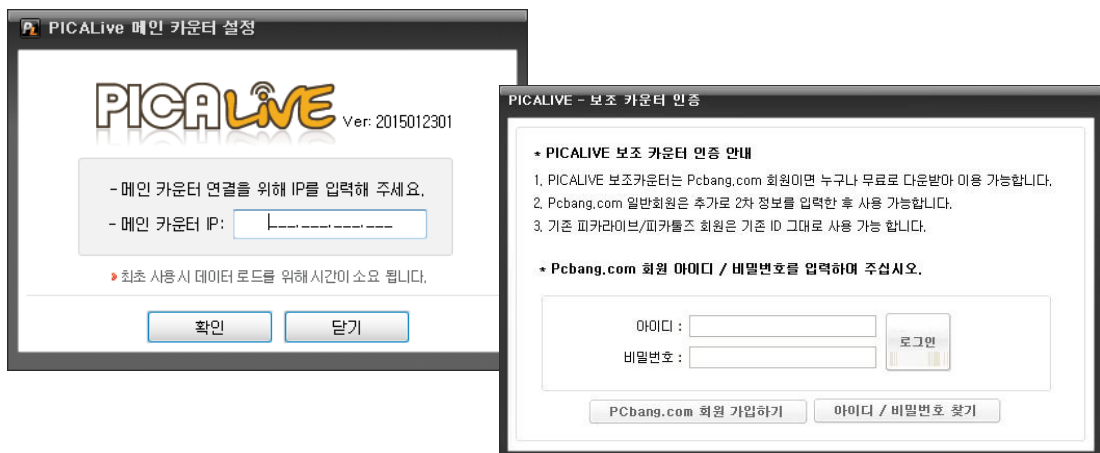 PICALive 메인 카운터 설정
PICALIVE Ver: 2015012301
- 메인 카운터 연결을 위해 IP를 입력해 주세요.
- 메인 카운터 IP: ___.___.___.___
최초 사용시 데이터 로드를 위해 시간이 소요 됩니다.
확인 닫기
PICALIVE - 보조 카운터 인증
* PICALIVE 보조 카운터 인증 안내
1. PICALIVE 보조카운터는 Pcbang.com 회원이면 누구나 무료로 다운받아 이용 가능합니다.
2. Pcbang.com 일반회원은 추가로 2차 정보를 입력한 후 사용 가능합니다.
3. 기존 피카라이브/피카툴즈 회원은 기존 ID 그대로 사용 가능 합니다.
* Pcbang.com 회원 아이디 / 비밀번호를 입력하여 주십시오.
아이디 :
비밀번호 :
로그인
PCbang.com 회원 가입하기 아이디 / 비밀번호 찾기